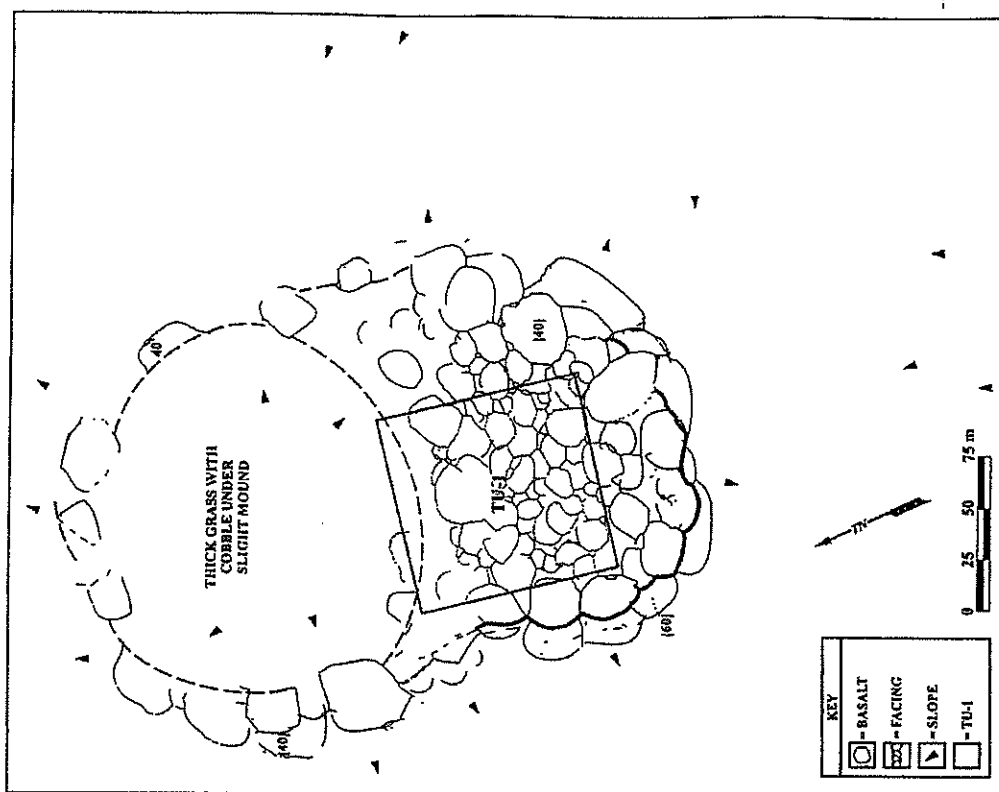 40
THICK GRASS WITH
COBBLE UNDER
SLIGHT MOUND
[40]
TU-1
[60]
[40]
TN
0 25 50 75 m
KEY
=BASALT
=FACING
=SLOPE
=TU-1